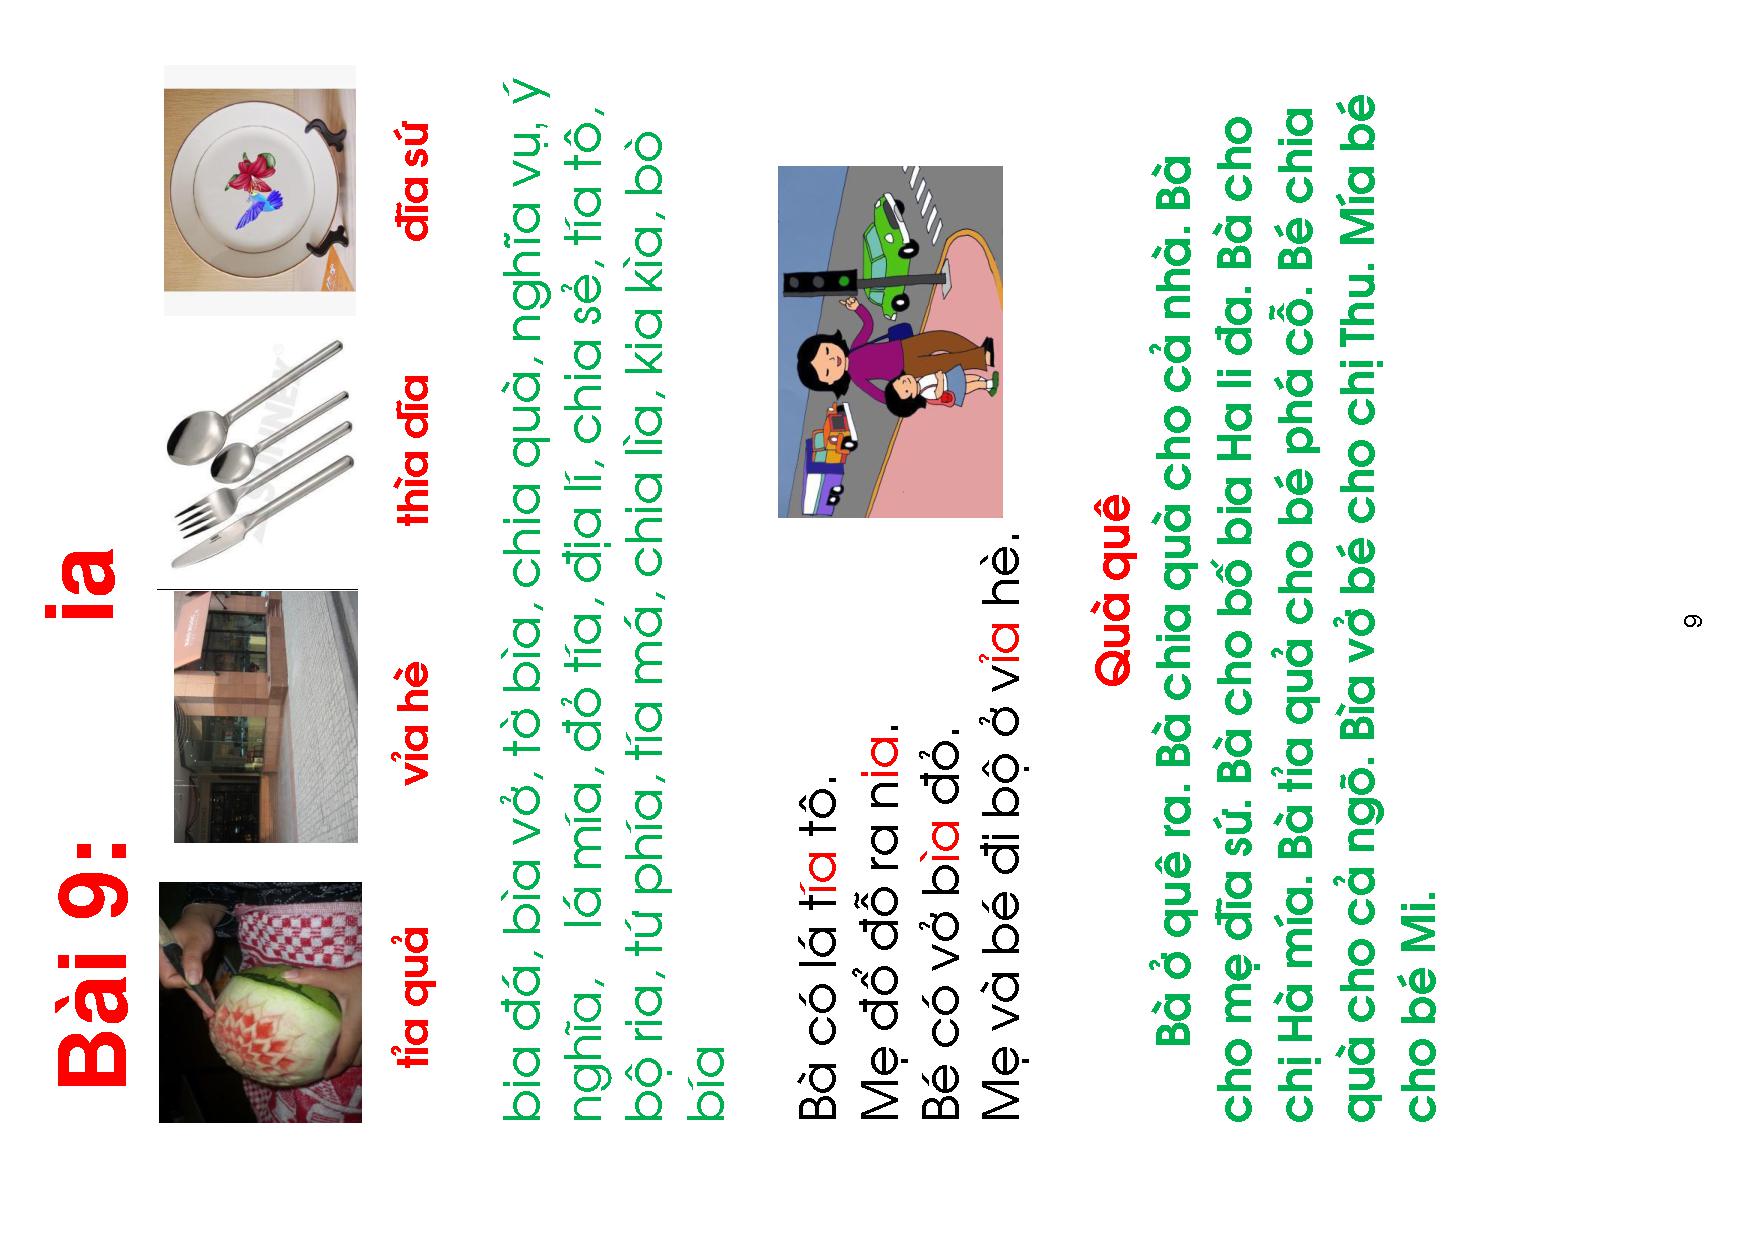 Bài 9: ia
SUNNEX®
tỉa quả vỉa hè thìa dĩa đĩa sứ
bia đá, bìa vở, tờ bìa, chia quà, nghĩa vụ, ý
nghĩa, lá mía, đỏ tía, địa lí, chia sẻ, tía tô,
bộ ria, tứ phía, tía má, chia lìa, kia kìa, bò
bía
Bà có lá tía tô.
Mẹ đổ đỗ ra nia.
Bé có vở bìa đỏ.
Mẹ và bé đi bộ ở vỉa hè.
Quà quê
Bà ở quê ra. Bà chia quà cho cả nhà. Bà
cho mẹ đĩa sứ. Bà cho bố bia Ha li đa. Bà cho
chị Hà mía. Bà tỉa quả cho bé phá cỗ. Bé chia
quà cho cả ngõ. Bìa vở bé cho chị Thu. Mía bé
cho bé Mi.
9